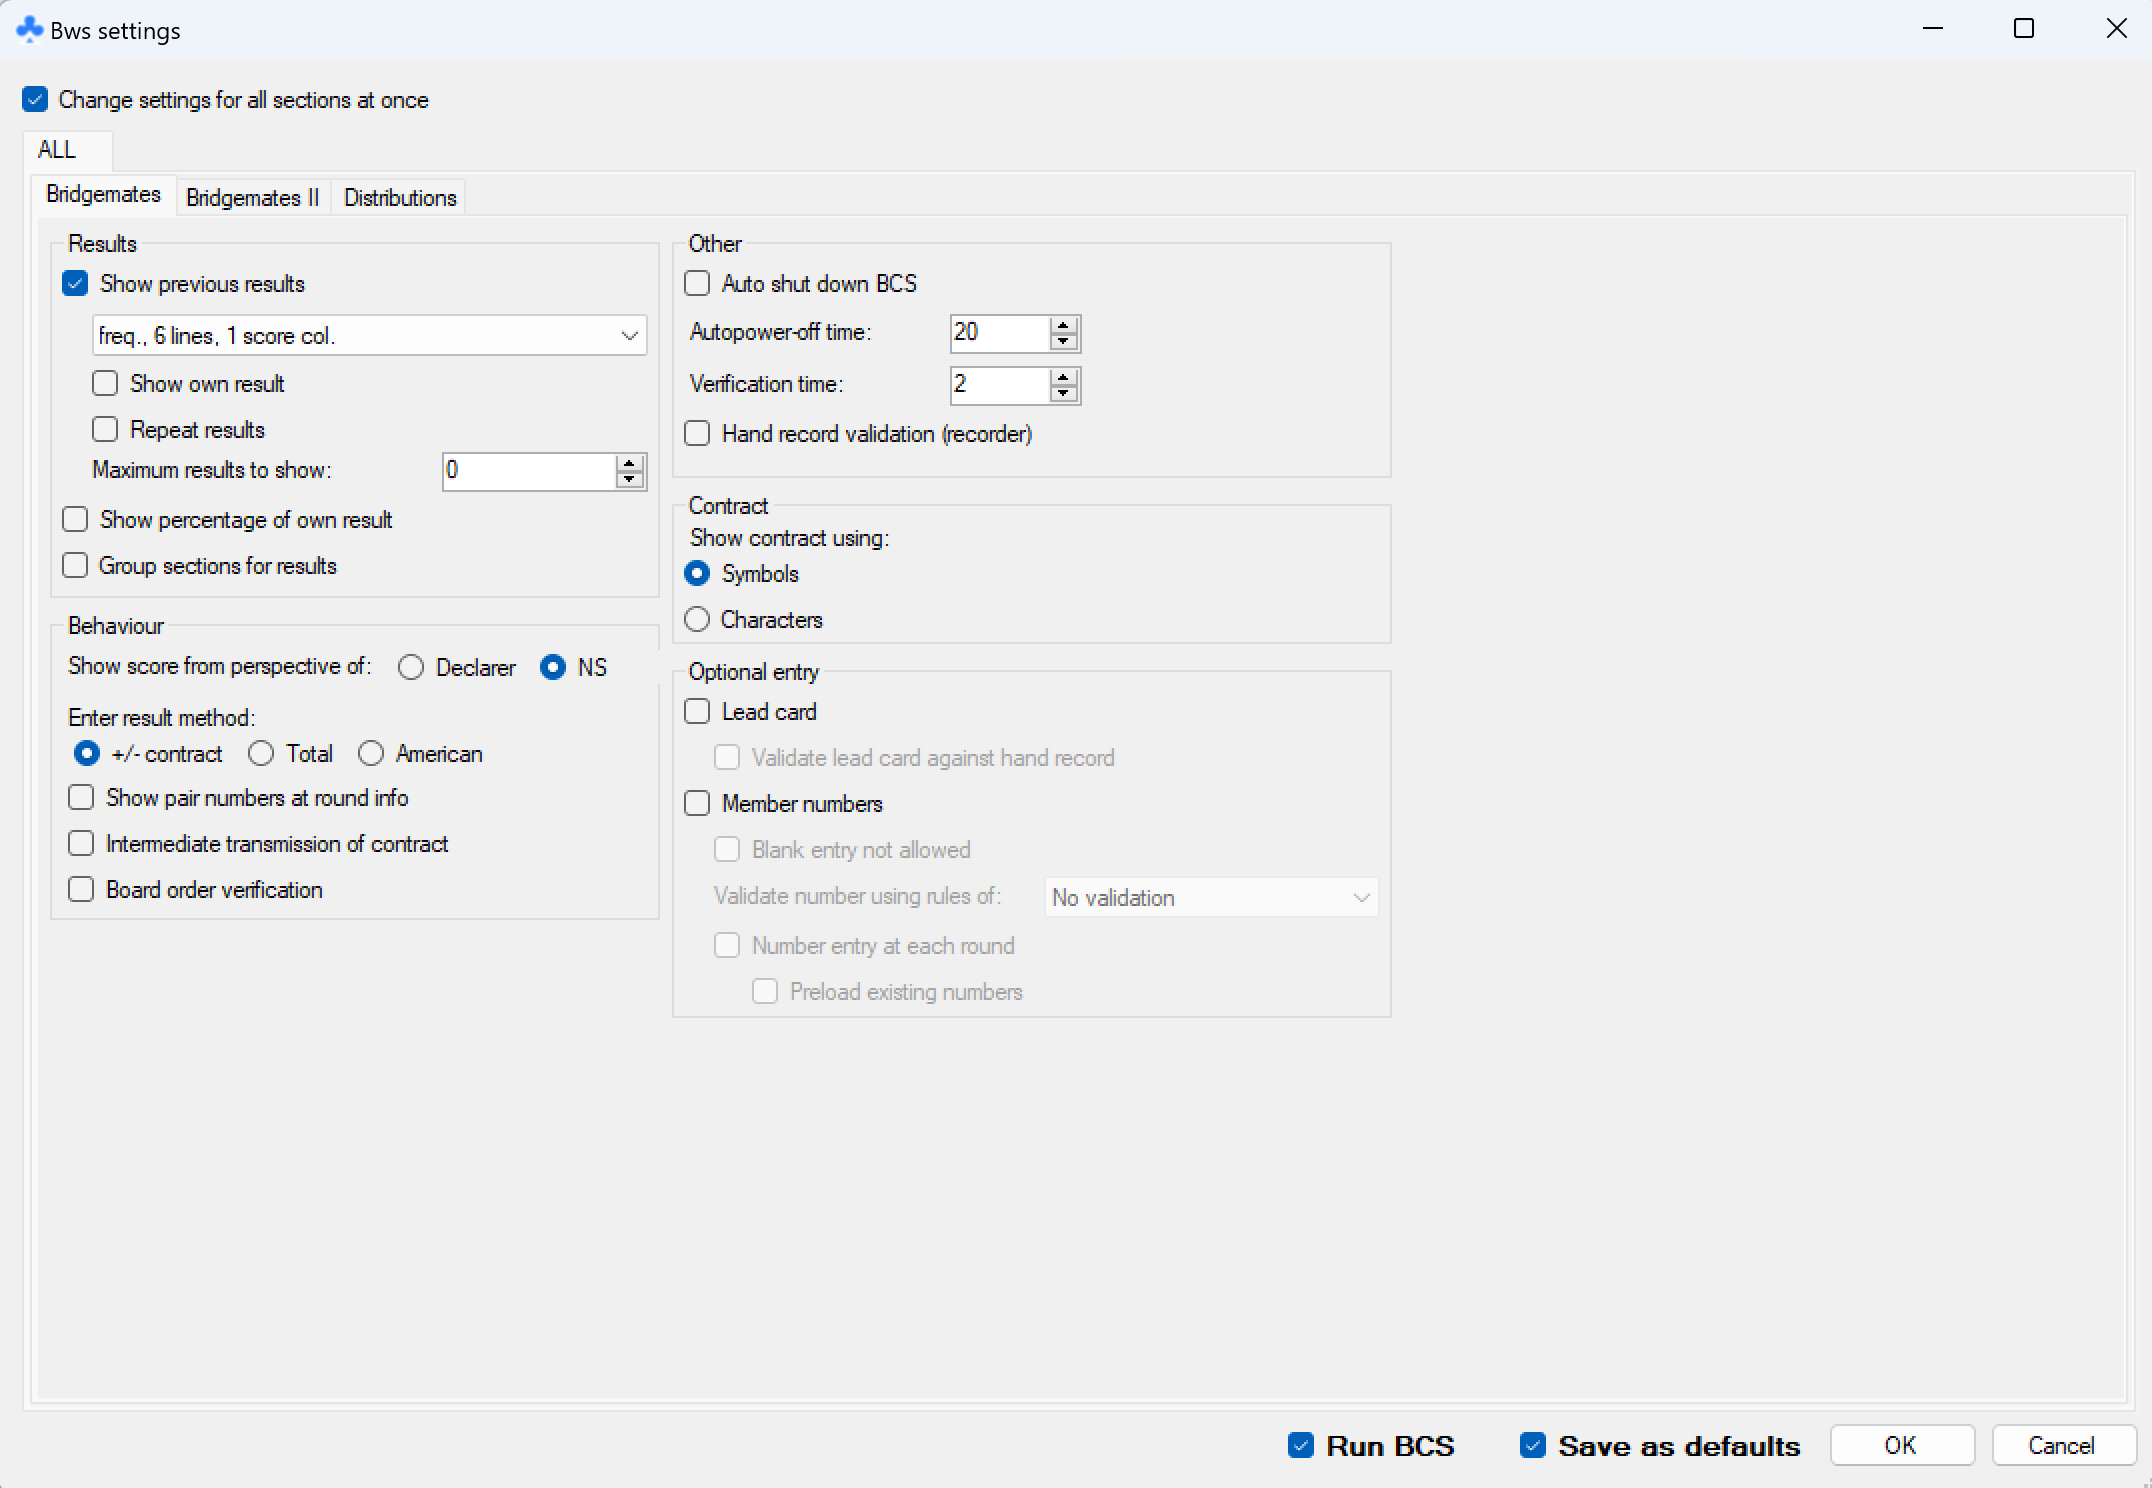 Bws settings
Change settings for all sections at once
ALL
Bridgemates
Bridgemates II
Distributions
Results
Show previous results
freq., 6 lines, 1 score col.
Show own result
Repeat results
Maximum results to show: 0
Show percentage of own result
Group sections for results
Behaviour
Show score from perspective of: Declarer NS
Enter result method:
+/- contract Total American
Show pair numbers at round info
Intermediate transmission of contract
Board order verification
Other
Auto shut down BCS
Autopower-off time: 20
Verification time: 2
Hand record validation (recorder)
Contract
Show contract using:
Symbols
Characters
Optional entry
Lead card
Validate lead card against hand record
Member numbers
Blank entry not allowed
Validate number using rules of: No validation
Number entry at each round
Preload existing numbers
Run BCS
Save as defaults
OK
Cancel